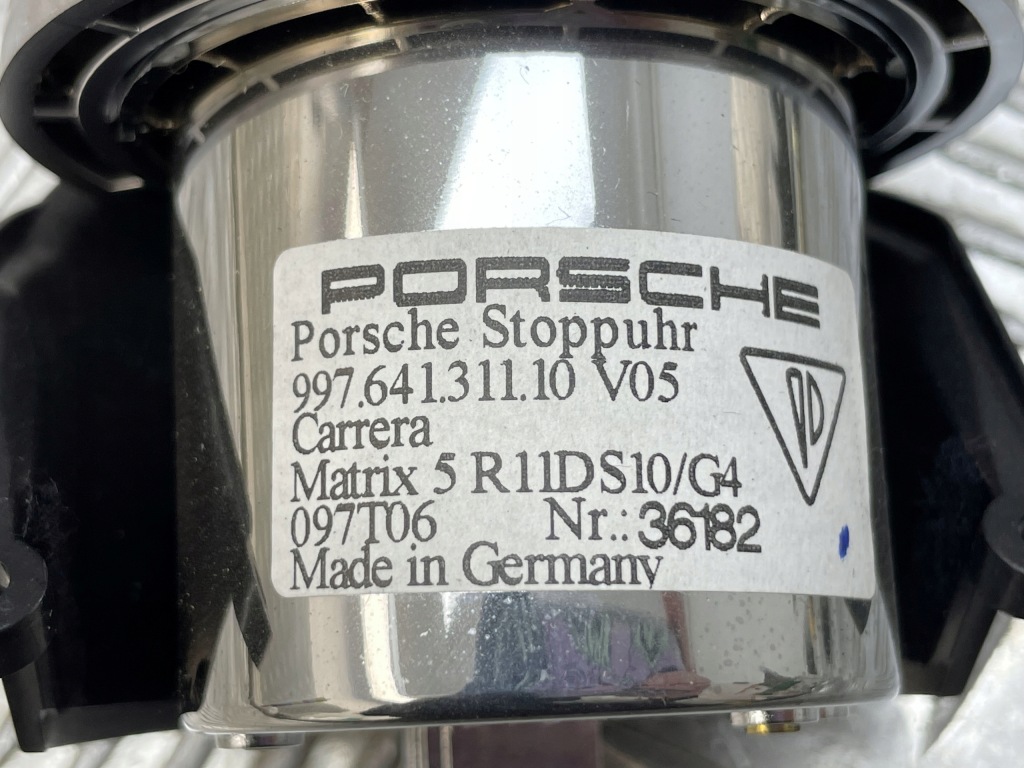 PORSCHE
Porsche Stoppuhr
997.641.311.10 V05
Carrera
Matrix 5 R11DS10/G4
097T06 Nr.: 36182
Made in Germany
PD